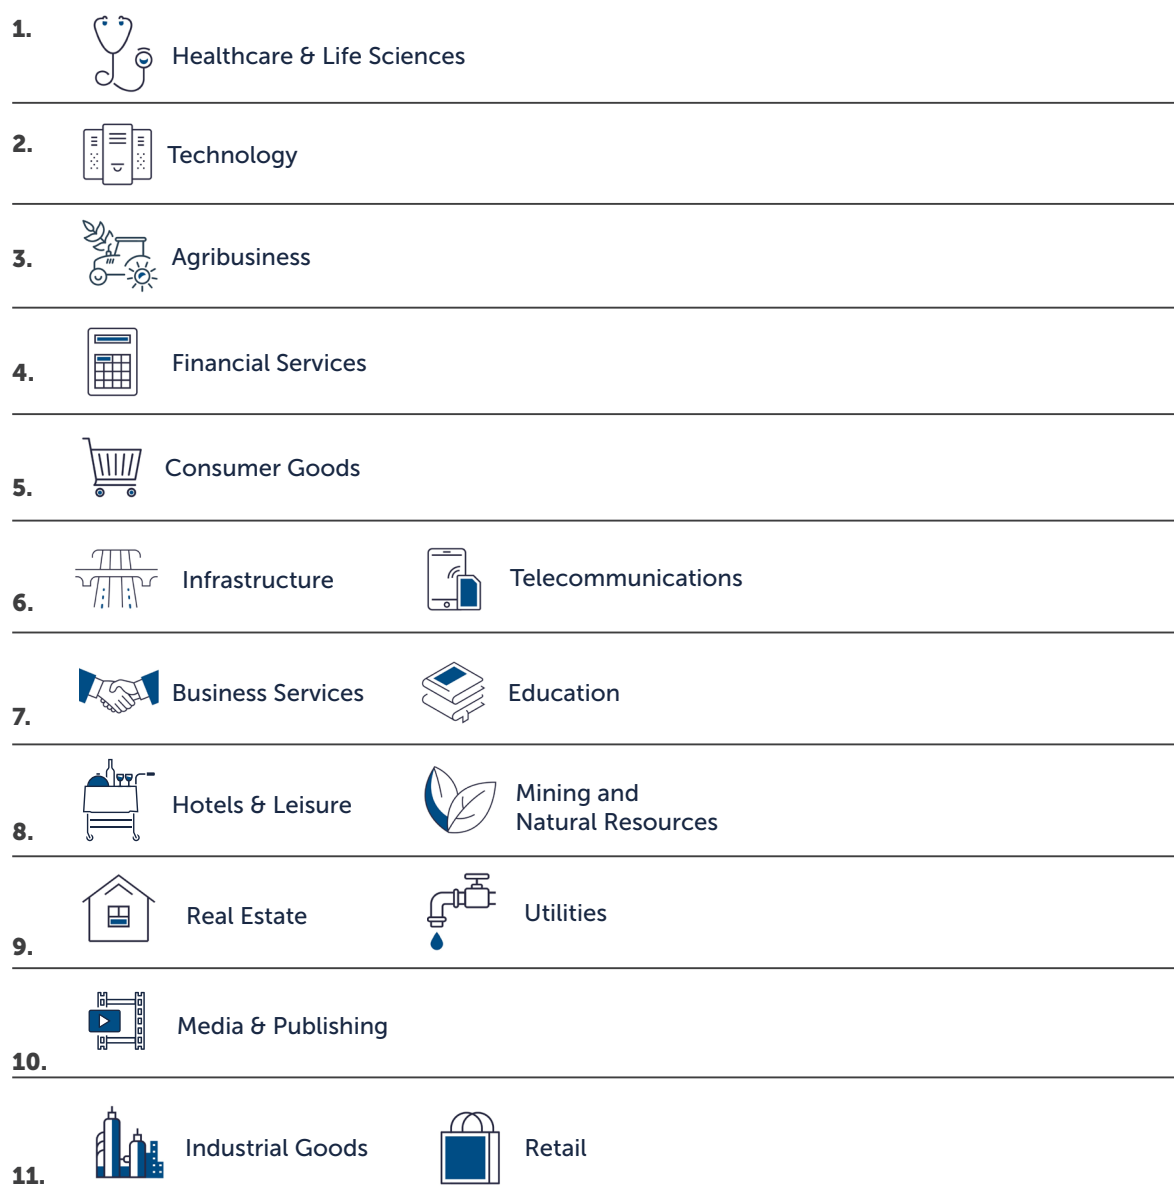 1. Healthcare & Life Sciences
2. Technology
3. Agribusiness
4. Financial Services
5. Consumer Goods
6. Infrastructure Telecommunications
7. Business Services Education
8. Hotels & Leisure Mining and
Natural Resources
9. Real Estate Utilities
10. Media & Publishing
11. Industrial Goods Retail